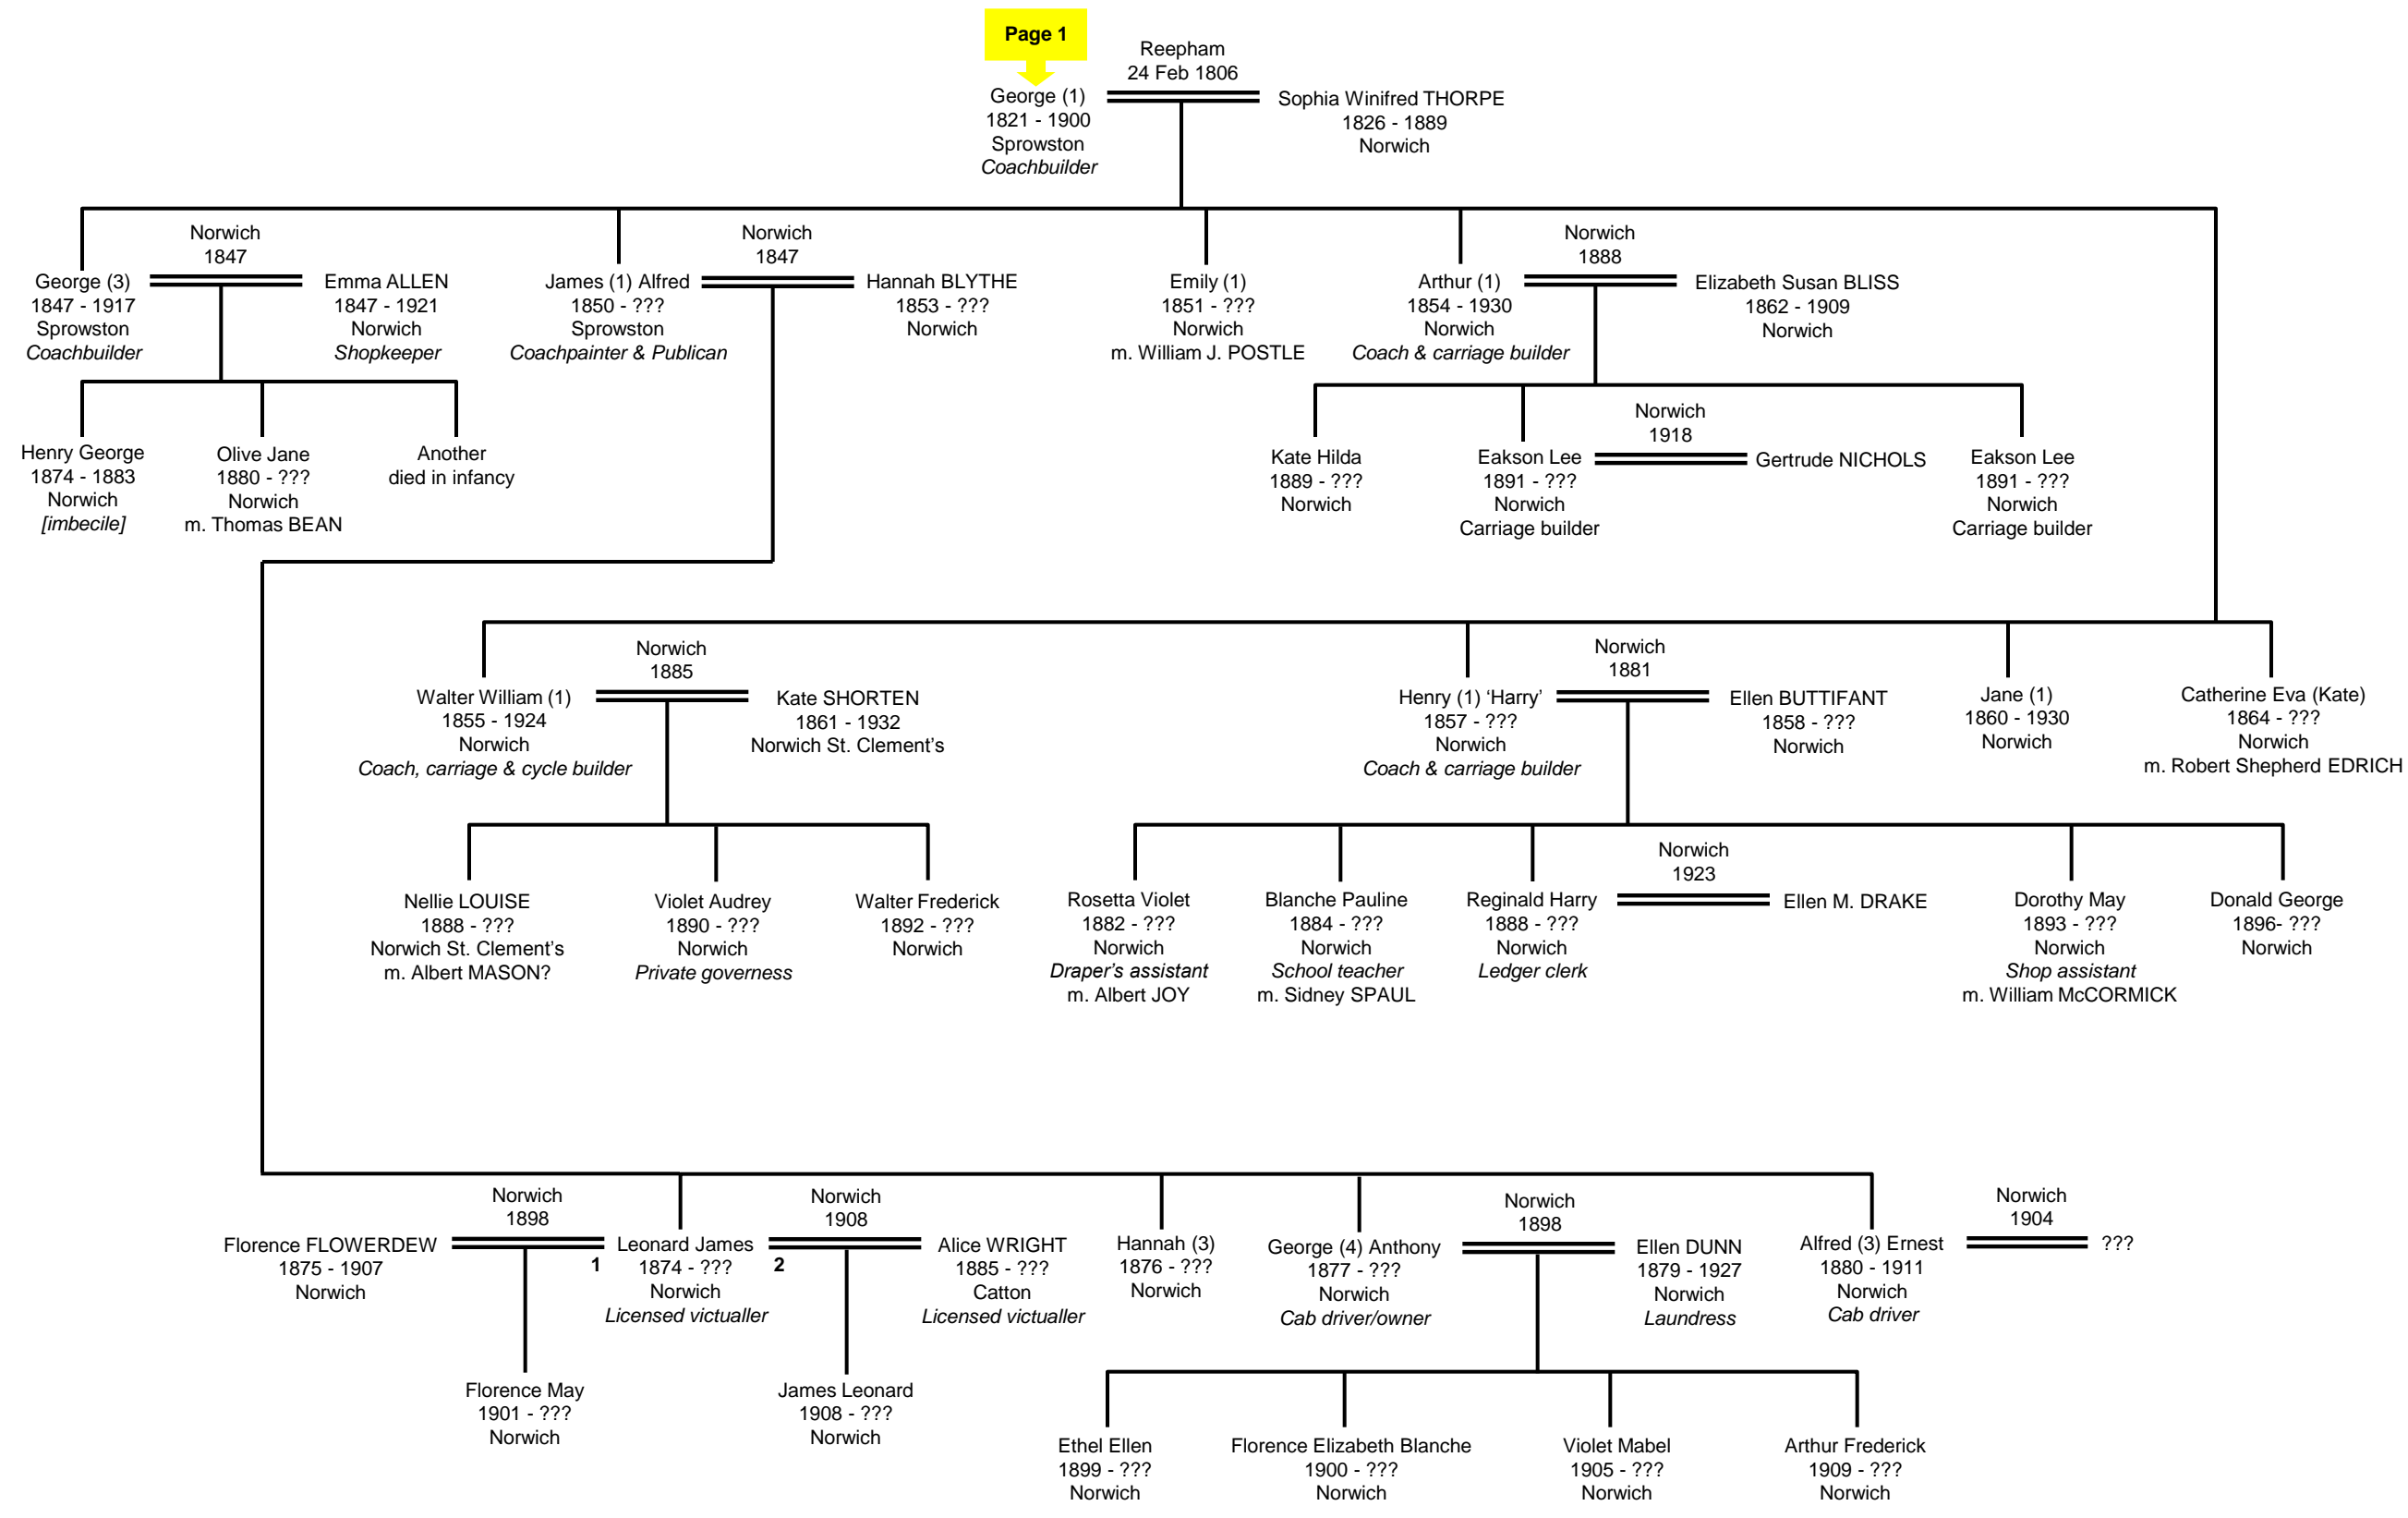 Page 1
Reepham
24 Feb 1806
George (1)
1821 - 1900
Sprowston
Coachbuilder
Sophia Winifred THORPE
1826 - 1889
Norwich
Norwich
1847
George (3)
1847 - 1917
Sprowston
Coachbuilder
Emma ALLEN
1847 - 1921
Norwich
Shopkeeper
Norwich
1847
James (1) Alfred
1850 - ???
Sprowston
Coachpainter & Publican
Hannah BLYTHE
1853 - ???
Norwich
Emily (1)
1851 - ???
Norwich
m. William J. POSTLE
Norwich
1888
Arthur (1)
1854 - 1930
Norwich
Coach & carriage builder
Elizabeth Susan BLISS
1862 - 1909
Norwich
Henry George
1874 - 1883
Norwich
[imbecile]
Olive Jane
1880 - ???
Norwich
m. Thomas BEAN
Another
died in infancy
Kate Hilda
1889 - ???
Norwich
Norwich
1918
Eakson Lee
1891 - ???
Norwich
Carriage builder
Gertrude NICHOLS
Eakson Lee
1891 - ???
Norwich
Carriage builder
Norwich
1885
Walter William (1)
1855 - 1924
Norwich
Coach, carriage & cycle builder
Kate SHORTEN
1861 - 1932
Norwich St. Clement’s
Norwich
1881
Henry (1) ‘Harry’
1857 - ???
Norwich
Coach & carriage builder
Ellen BUTTIFANT
1858 - ???
Norwich
Jane (1)
1860 - 1930
Norwich
Catherine Eva (Kate)
1864 - ???
Norwich
m. Robert Shepherd EDRICH
Nellie LOUISE
1888 - ???
Norwich St. Clement’s
m. Albert MASON?
Violet Audrey
1890 - ???
Norwich
Private governess
Walter Frederick
1892 - ???
Norwich
Rosetta Violet
1882 - ???
Norwich
Draper’s assistant
m. Albert JOY
Blanche Pauline
1884 - ???
Norwich
School teacher
m. Sidney SPAUL
Norwich
1923
Reginald Harry
1888 - ???
Norwich
Ledger clerk
Ellen M. DRAKE
Dorothy May
1893 - ???
Norwich
Shop assistant
m. William McCORMICK
Donald George
1896- ???
Norwich
Norwich
1898
Florence FLOWERDEW
1875 - 1907
Norwich
1
Leonard James
1874 - ???
Norwich
Licensed victualler
Norwich
1908
2
Alice WRIGHT
1885 - ???
Catton
Licensed victualler
Hannah (3)
1876 - ???
Norwich
Norwich
1898
George (4) Anthony
1877 - ???
Norwich
Cab driver/owner
Ellen DUNN
1879 - 1927
Norwich
Laundress
Norwich
1904
Alfred (3) Ernest
1880 - 1911
Norwich
Cab driver
???
Florence May
1901 - ???
Norwich
James Leonard
1908 - ???
Norwich
Ethel Ellen
1899 - ???
Norwich
Florence Elizabeth Blanche
1900 - ???
Norwich
Violet Mabel
1905 - ???
Norwich
Arthur Frederick
1909 - ???
Norwich